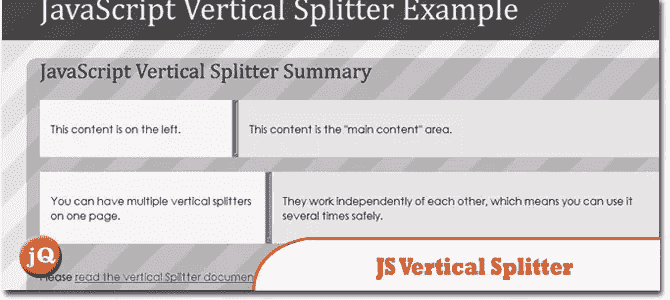 JavaScript Vertical Splitter Example
JavaScript Vertical Splitter Summary
This content is on the left.
This content is the "main content" area.
You can have multiple vertical splitters
on one page.
They work independently of each other, which means you can use it
several times safely.
jQ
JS Vertical Splitter
read the vertical Splitter documen